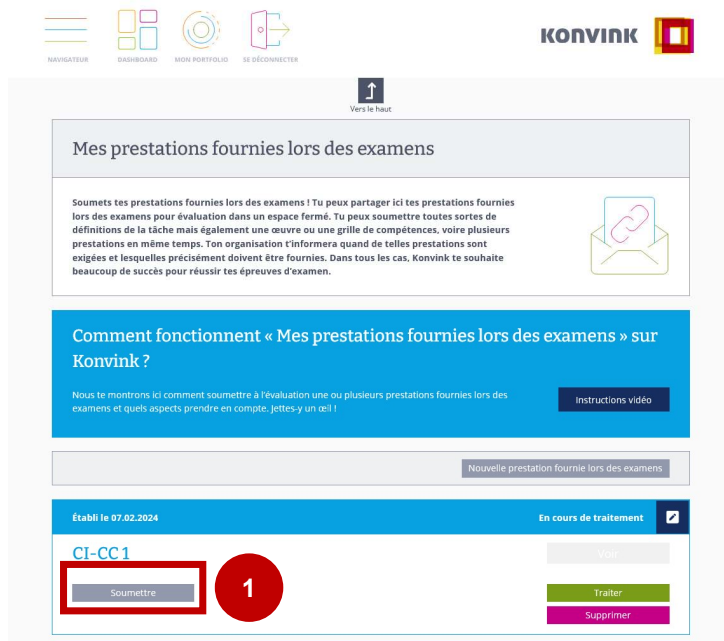 NAVIGATEUR DASHBOARD MON PORTFOLIO SE DÉCONNECTER
KONVINK
Vers le haut
Mes prestations fournies lors des examens
Soumets tes prestations fournies lors des examens ! Tu peux partager ici tes prestations fournies
lors des examens pour évaluation dans un espace fermé. Tu peux soumettre toutes sortes de
définitions de la tâche mais également une œuvre ou une grille de compétences, voire plusieurs
prestations en même temps. Ton organisation t'informera quand de telles prestations sont
exigées et lesquelles précisément doivent être fournies. Dans tous les cas, Konvink te souhaite
beaucoup de succès pour réussir tes épreuves d'examen.
Comment fonctionnent « Mes prestations fournies lors des examens » sur
Konvink ?
Nous te montrons ici comment soumettre à l'évaluation une ou plusieurs prestations fournies lors des
examens et quels aspects prendre en compte. Jettes-y un œil !
Instructions vidéo
Nouvelle prestation fournie lors des examens
Établi le 07.02.2024 En cours de traitement
CI-CC 1
Voir
Soumettre
1
Traiter
Supprimer